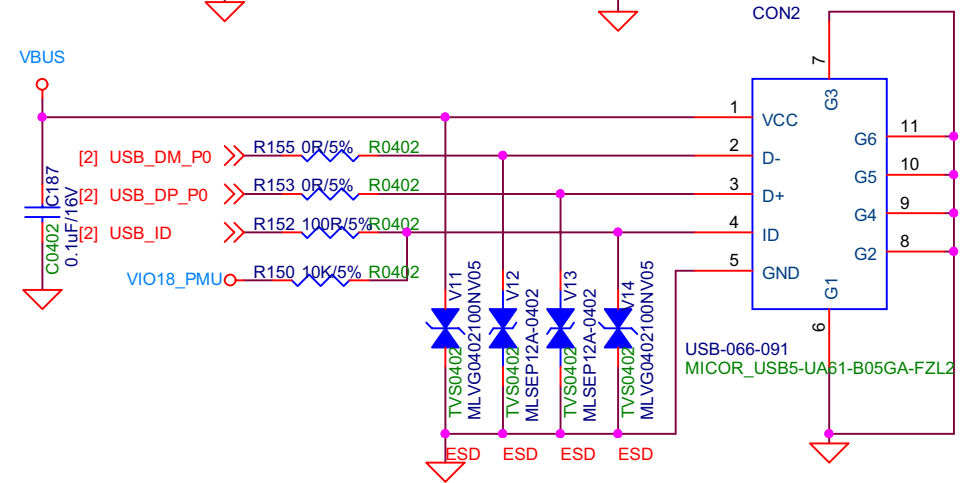 CON2
VBUS
7
G3
1
VCC
G6
11
[2] USB_DM_P0
R155 0R/5% R0402
2
D-
G5
10
[2] USB_DP_P0
R153 0R/5% R0402
3
D+
G4
9
[2] USB_ID
R152 100R/5% R0402
4
ID
G2
8
VIO18_PMU
R150 10K/5% R0402
5
GND
G1
6
C0402
C187
0.1uF/16V
V11
TVS0402
MLVG0402100NV05
V12
TVS0402
MLSEP12A-0402
V13
TVS0402
MLSEP12A-0402
V14
TVS0402
MLVG0402100NV05
USB-066-091
MICOR_USB5-UA61-B05GA-FZL2
ESD ESD ESD ESD